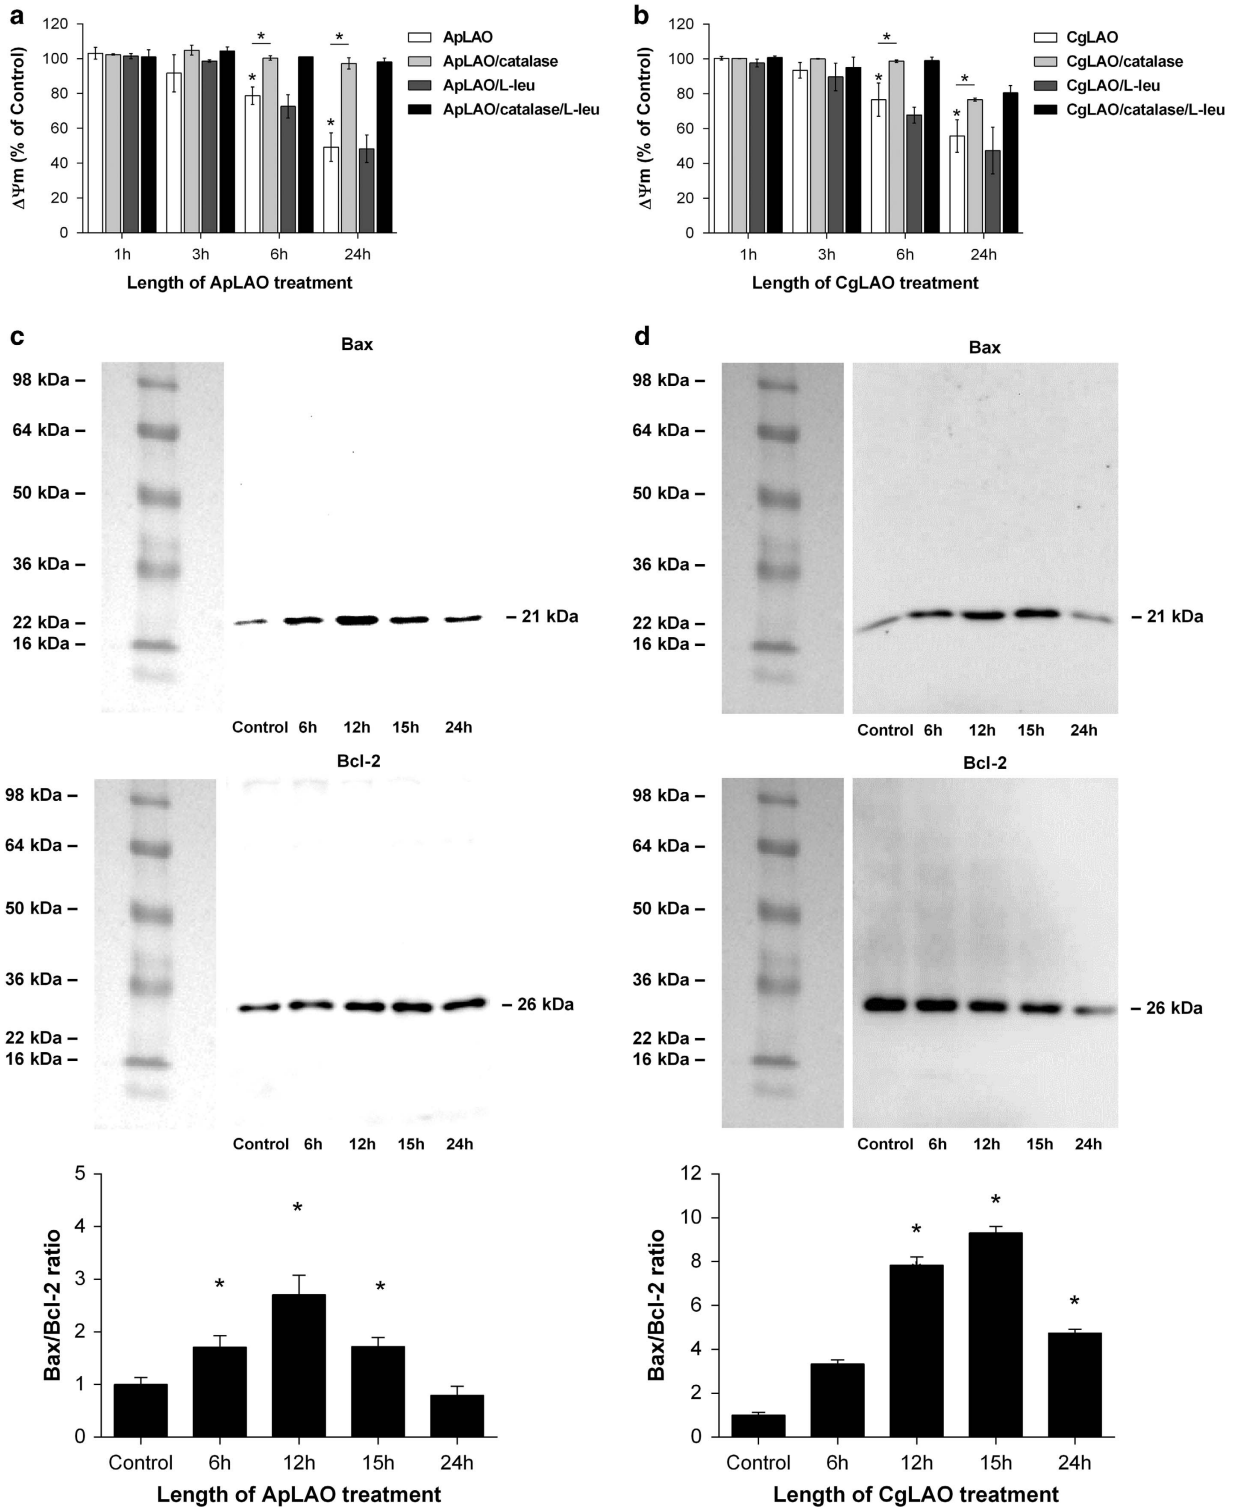 a
120
100
80
60
40
20
0
ΔΨm (% of Control)
* * * *
1h 3h 6h 24h
Length of ApLAO treatment
ApLAO
ApLAO/catalase
ApLAO/L-leu
ApLAO/catalase/L-leu
b
120
100
80
60
40
20
0
ΔΨm (% of Control)
* * * *
1h 3h 6h 24h
Length of CgLAO treatment
CgLAO
CgLAO/catalase
CgLAO/L-leu
CgLAO/catalase/L-leu
c
Bax
98 kDa –
64 kDa –
50 kDa –
36 kDa –
22 kDa –
16 kDa –
– 21 kDa
Control 6h 12h 15h 24h
Bcl-2
98 kDa –
64 kDa –
50 kDa –
36 kDa –
22 kDa –
16 kDa –
– 26 kDa
Control 6h 12h 15h 24h
5
4
3
2
1
0
Bax/Bcl-2 ratio
* * *
Control 6h 12h 15h 24h
Length of ApLAO treatment
d
Bax
98 kDa –
64 kDa –
50 kDa –
36 kDa –
22 kDa –
16 kDa –
– 21 kDa
Control 6h 12h 15h 24h
Bcl-2
98 kDa –
64 kDa –
50 kDa –
36 kDa –
22 kDa –
16 kDa –
– 26 kDa
Control 6h 12h 15h 24h
12
10
8
6
4
2
0
Bax/Bcl-2 ratio
* * *
Control 6h 12h 15h 24h
Length of CgLAO treatment